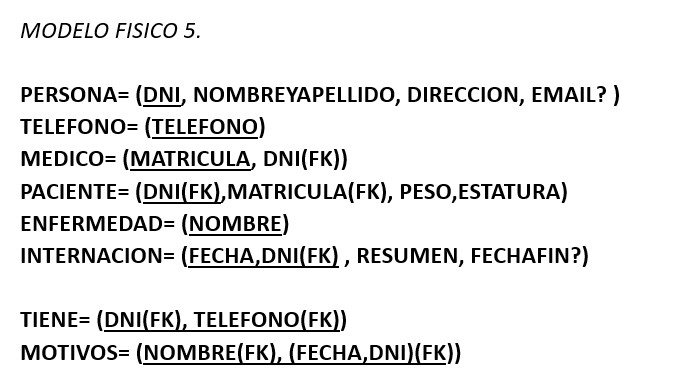 MODELO FISICO 5.
PERSONA= (DNI, NOMBREYAPELLIDO, DIRECCION, EMAIL? )
TELEFONO= (TELEFONO)
MEDICO= (MATRICULA, DNI(FK))
PACIENTE= (DNI(FK),MATRICULA(FK), PESO,ESTATURA)
ENFERMEDAD= (NOMBRE)
INTERNACION= (FECHA,DNI(FK) , RESUMEN, FECHAFIN?)
TIENE= (DNI(FK), TELEFONO(FK))
MOTIVOS= (NOMBRE(FK), (FECHA,DNI)(FK))